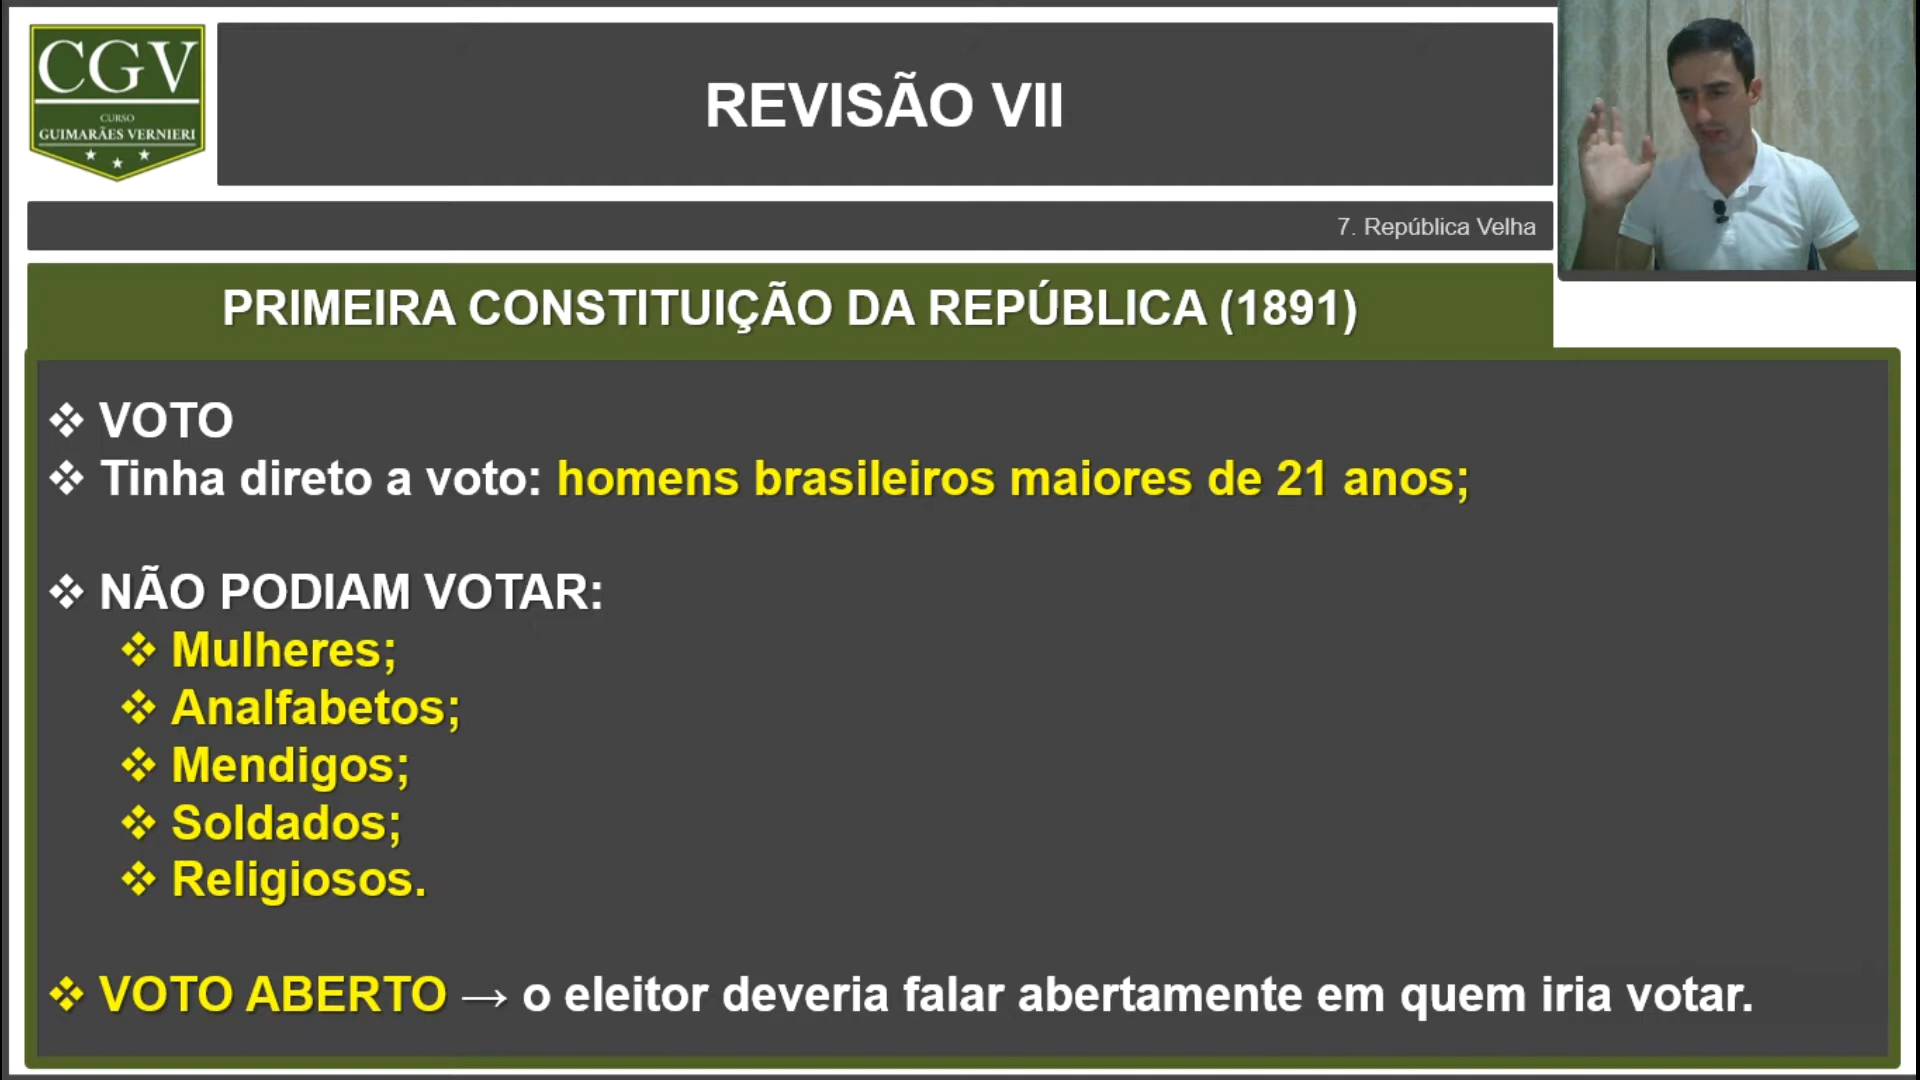 CGV
CURSO
GUIMARÃES VERNIERI
REVISÃO VII
7. República Velha
PRIMEIRA CONSTITUIÇÃO DA REPÚBLICA (1891)
❖ VOTO
❖ Tinha direto a voto: homens brasileiros maiores de 21 anos;
❖ NÃO PODIAM VOTAR:
❖ Mulheres;
❖ Analfabetos;
❖ Mendigos;
❖ Soldados;
❖ Religiosos.
❖ VOTO ABERTO → o eleitor deveria falar abertamente em quem iria votar.